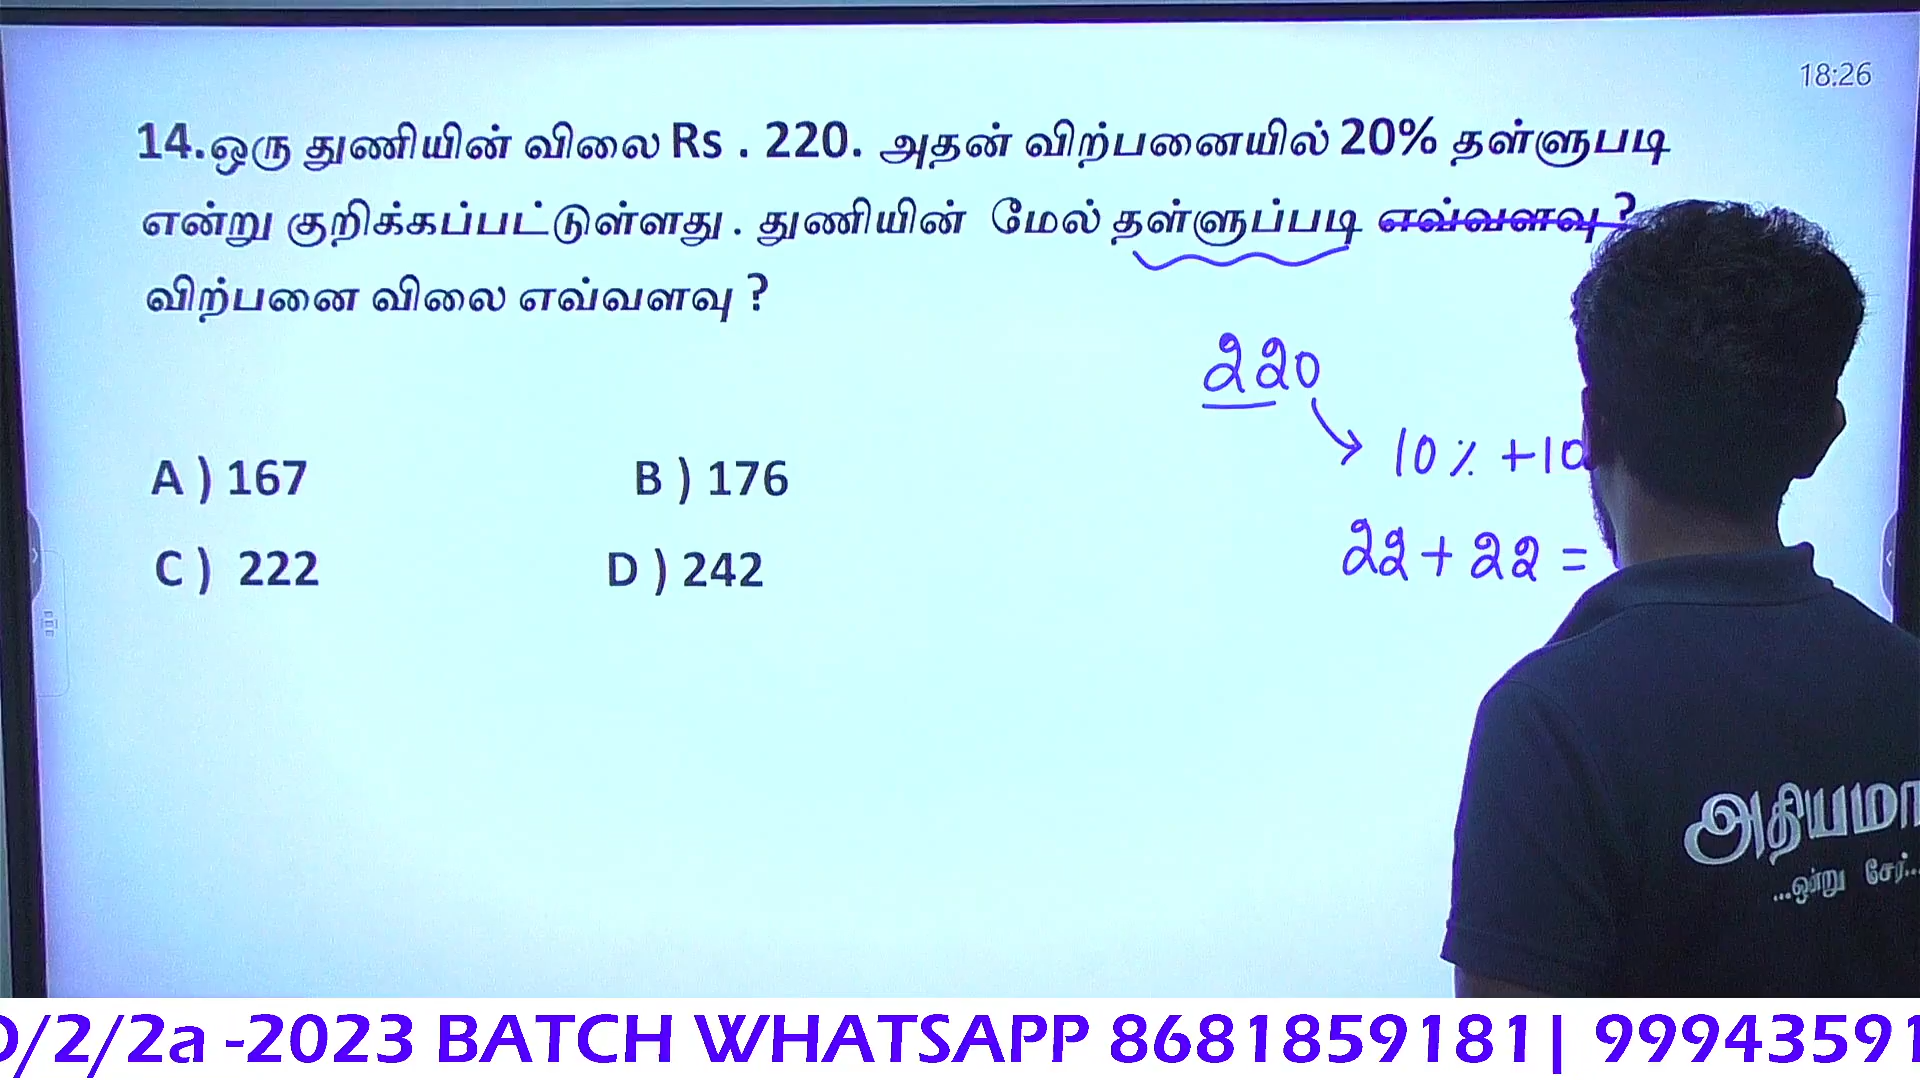 18:26
14.ஒரு துணியின் விலை Rs . 220. அதன் விற்பனையில் 20% தள்ளுபடி
என்று குறிக்கப்பட்டுள்ளது . துணியின் மேல் தள்ளுப்படி எவ்வளவு ?
விற்பனை விலை எவ்வளவு ?
220
10% +10
A ) 167 B ) 176
22 + 22 =
C ) 222 D ) 242
அதியமா
...ஒன்று சேர்...
/2/2a -2023 BATCH WHATSAPP 8681859181| 99943591